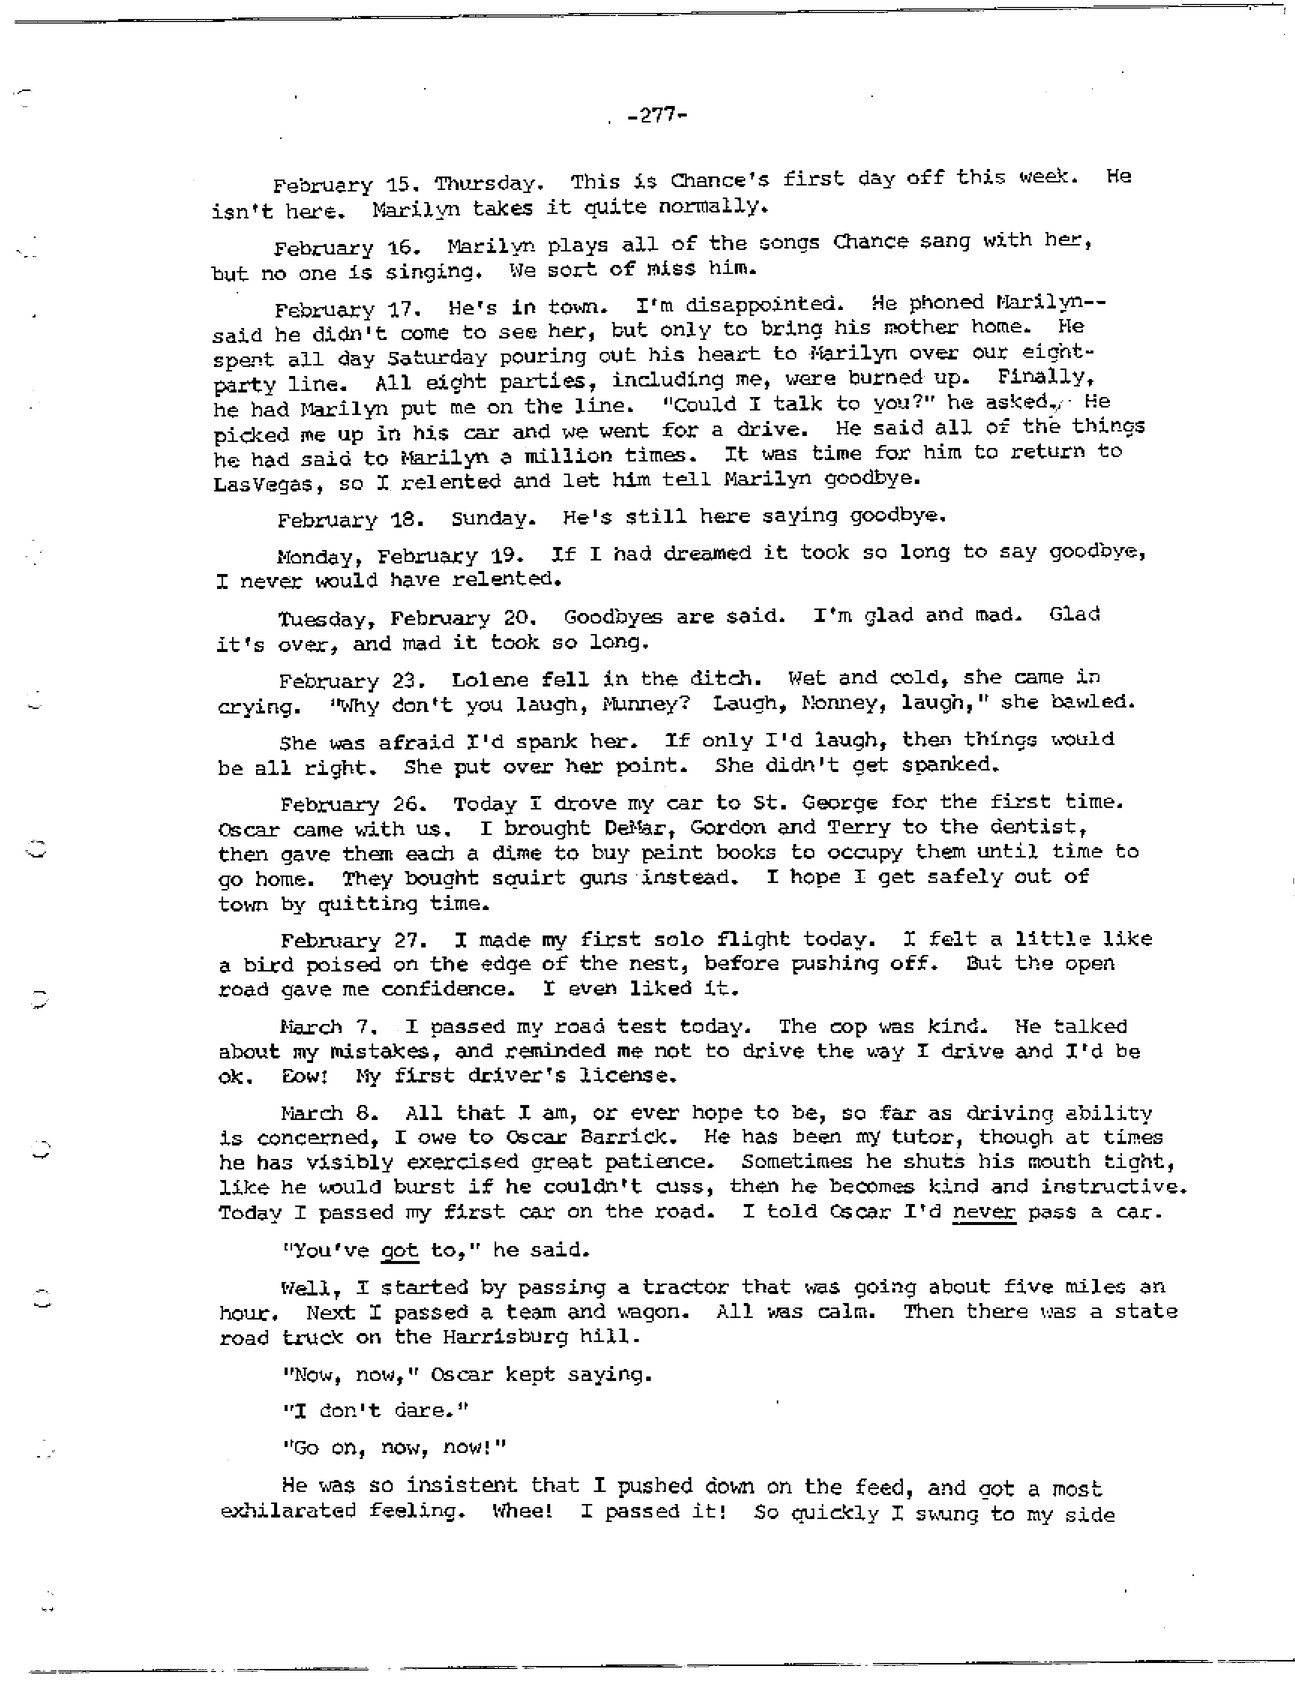 -277-
February 15. Thursday. This is Chance's first day off this week. He
isn't here. Marilyn takes it quite normally.
February 16. Marilyn plays all of the songs Chance sang with her,
but no one is singing. We sort of miss him.
February 17. He's in town. I'm disappointed. He phoned Marilyn--
said he didn't come to see her, but only to bring his mother home. He
spent all day Saturday pouring out his heart to Marilyn over our eight-
party line. All eight parties, including me, were burned up. Finally,
he had Marilyn put me on the line. "Could I talk to you?" he asked. He
picked me up in his car and we went for a drive. He said all of the things
he had said to Marilyn a million times. It was time for him to return to
LasVegas, so I relented and let him tell Marilyn goodbye.
February 18. Sunday. He's still here saying goodbye.
Monday, February 19. If I had dreamed it took so long to say goodbye,
I never would have relented.
Tuesday, February 20. Goodbyes are said. I'm glad and mad. Glad
it's over, and mad it took so long.
February 23. Lolene fell in the ditch. Wet and cold, she came in
crying. "Why don't you laugh, Munney? Laugh, Monney, laugh," she bawled.
She was afraid I'd spank her. If only I'd laugh, then things would
be all right. She put over her point. She didn't get spanked.
February 26. Today I drove my car to St. George for the first time.
Oscar came with us. I brought DeMar, Gordon and Terry to the dentist,
then gave them each a dime to buy paint books to occupy them until time to
go home. They bought squirt guns instead. I hope I get safely out of
town by quitting time.
February 27. I made my first solo flight today. I felt a little like
a bird poised on the edge of the nest, before pushing off. But the open
road gave me confidence. I even liked it.
March 7. I passed my road test today. The cop was kind. He talked
about my mistakes, and reminded me not to drive the way I drive and I'd be
ok. Eow! My first driver's license.
March 8. All that I am, or ever hope to be, so far as driving ability
is concerned, I owe to Oscar Barrick. He has been my tutor, though at times
he has visibly exercised great patience. Sometimes he shuts his mouth tight,
like he would burst if he couldn't cuss, then he becomes kind and instructive.
Today I passed my first car on the road. I told Oscar I'd never pass a car.
"You've got to," he said.
Well, I started by passing a tractor that was going about five miles an
hour. Next I passed a team and wagon. All was calm. Then there was a state
road truck on the Harrisburg hill.
"Now, now," Oscar kept saying.
"I don't dare."
"Go on, now, now!"
He was so insistent that I pushed down on the feed, and got a most
exhilarated feeling. Whee! I passed it! So quickly I swung to my side